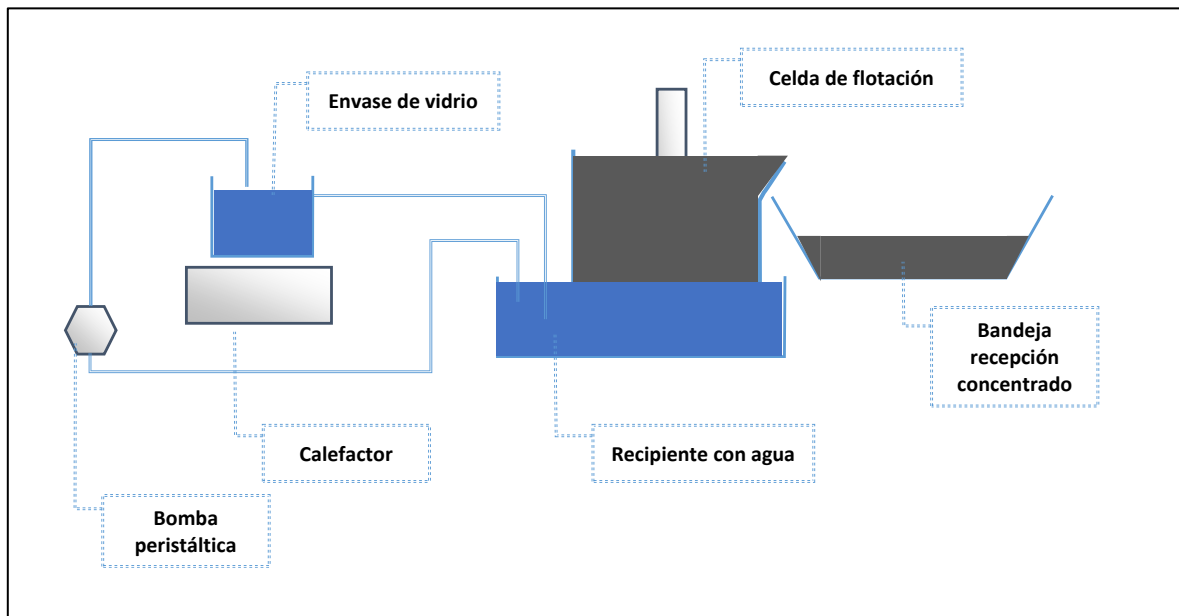 Celda de flotación
Envase de vidrio
Bandeja
recepción
concentrado
Calefactor
Recipiente con agua
Bomba
peristáltica